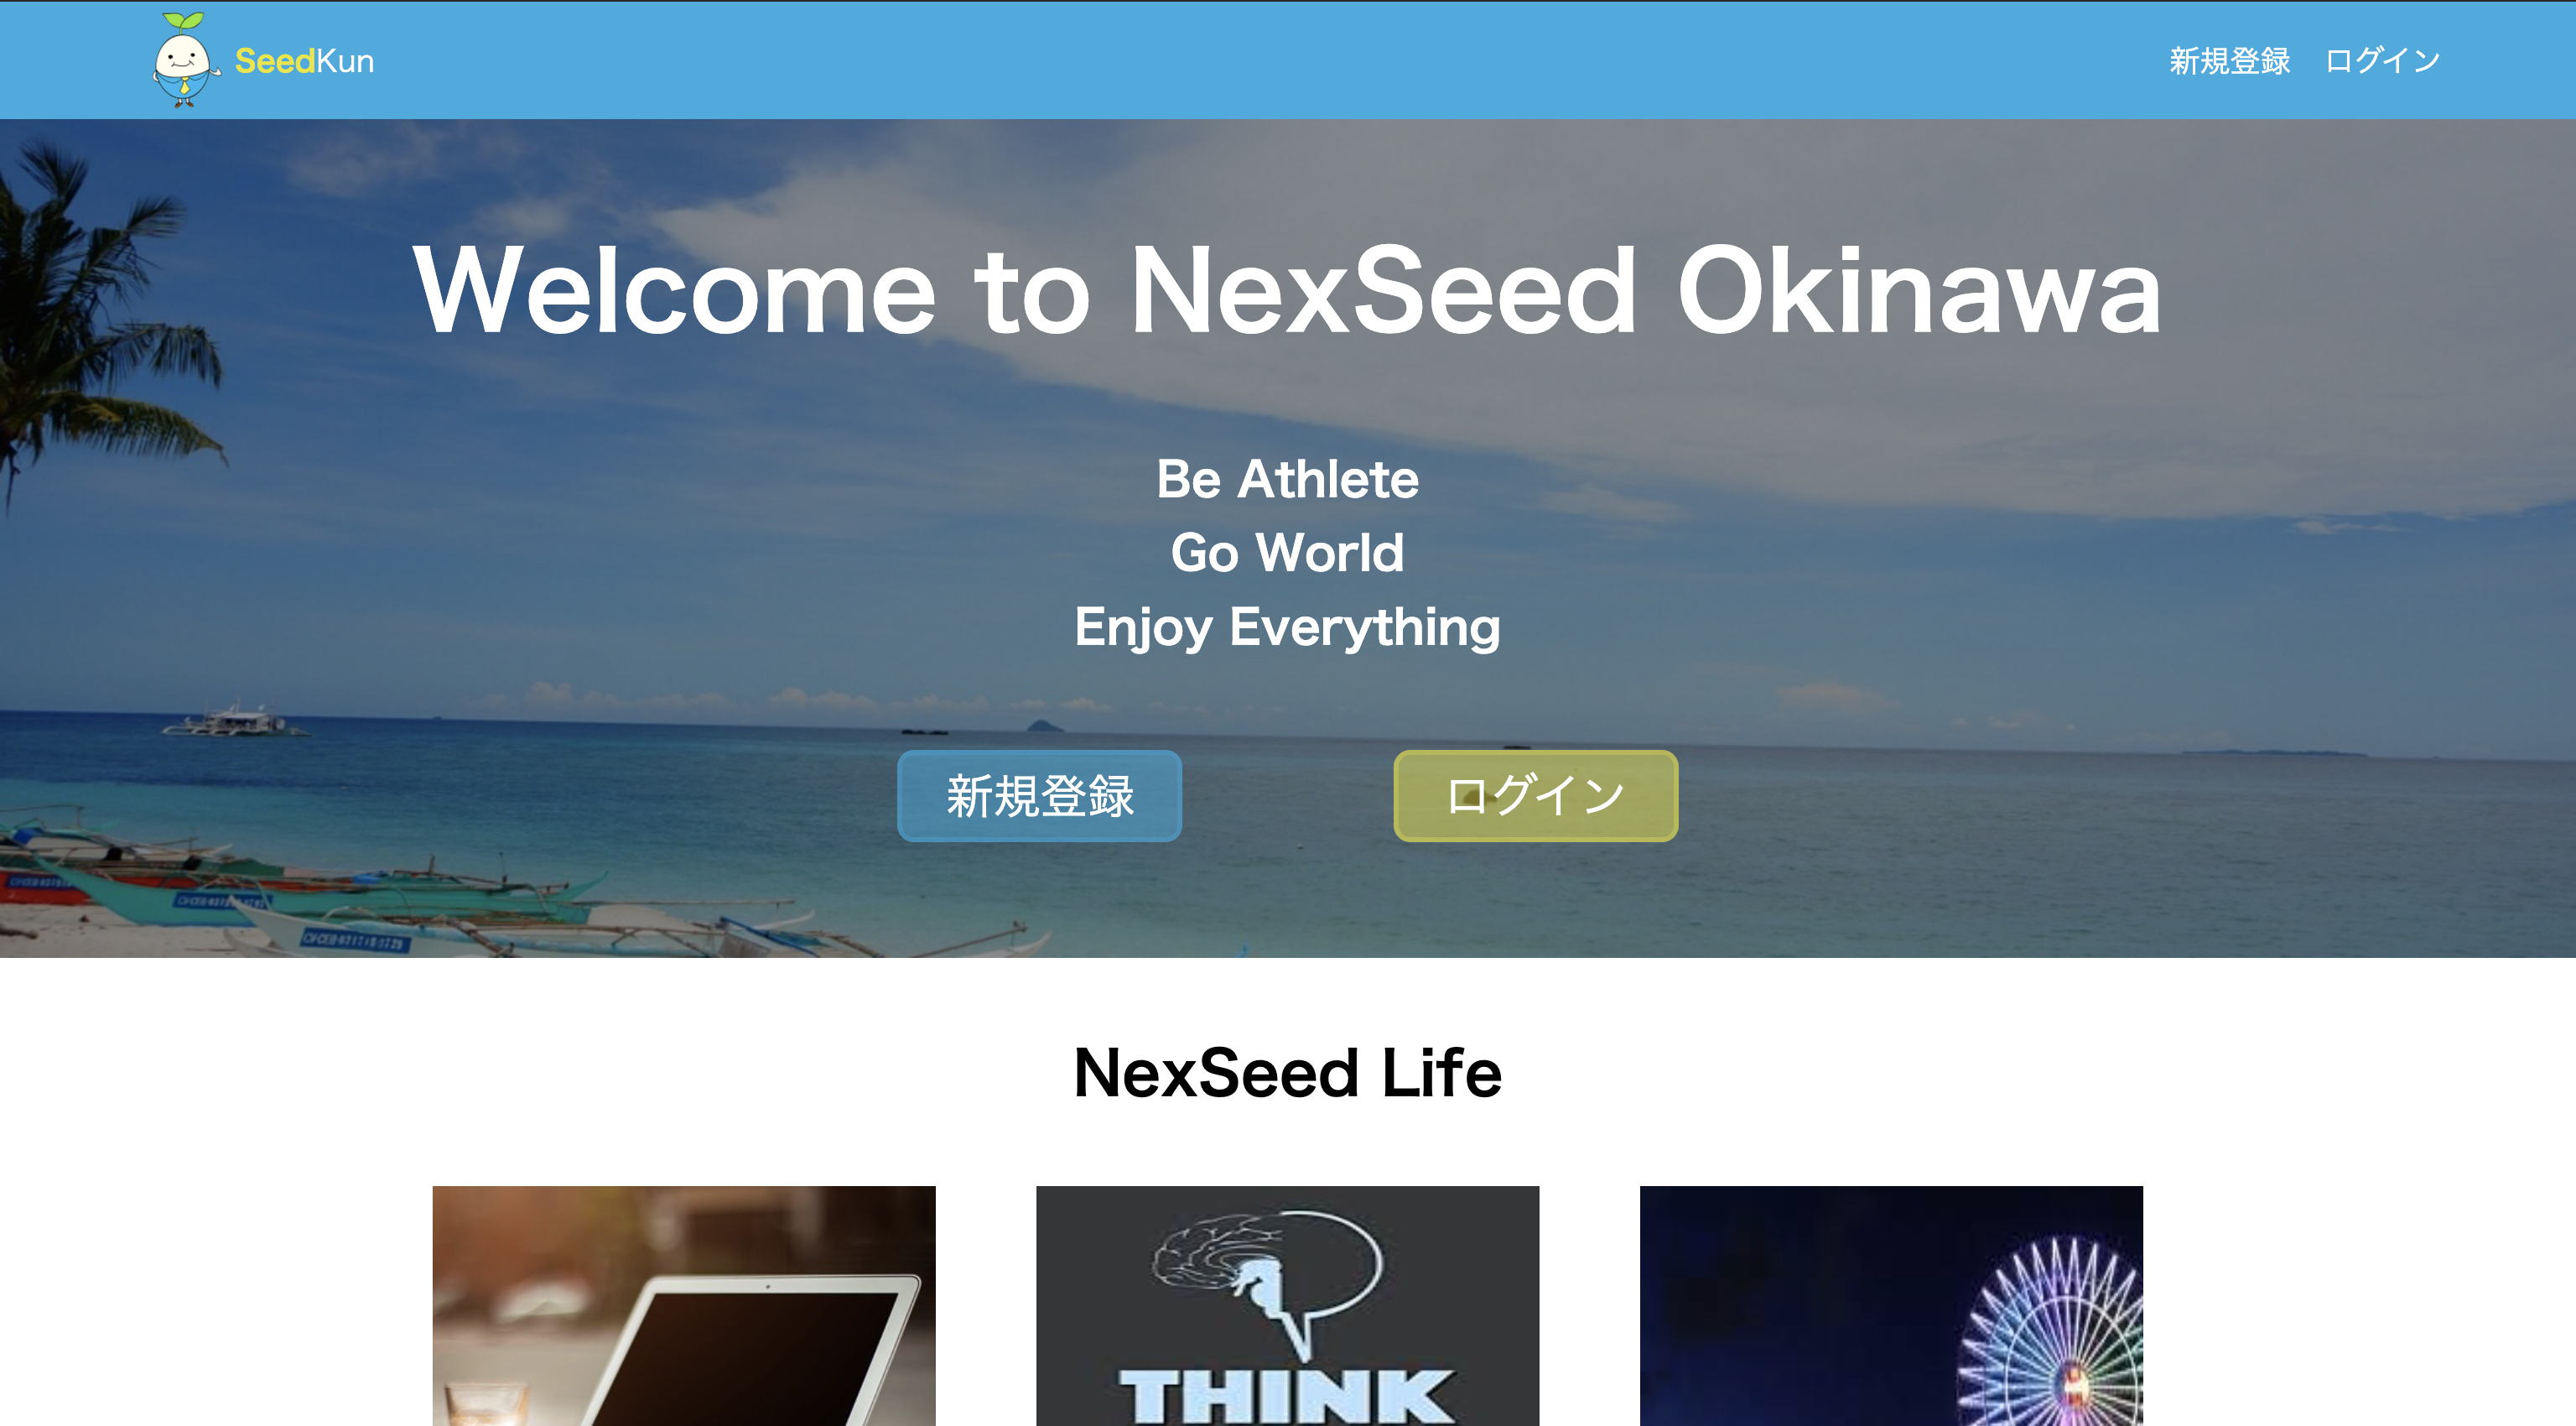 SeedKun
新規登録 ログイン
Welcome to NexSeed Okinawa
Be Athlete
Go World
Enjoy Everything
新規登録 ログイン
NexSeed Life
THINK